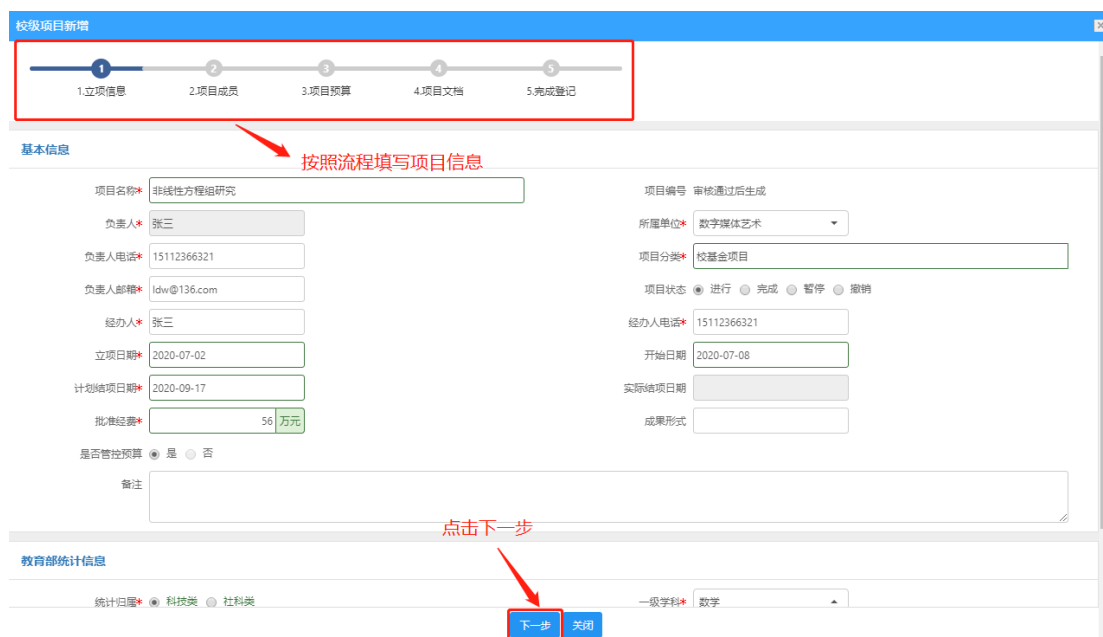 校级项目新增
1 2 3 4 5
1.立项信息 2.项目成员 3.项目预算 4.项目文档 5.完成登记
基本信息
按照流程填写项目信息
项目名称* 非线性方程组研究 项目编号 审核通过后生成
负责人* 张三 所属单位* 数字媒体艺术
负责人电话* 15112366321 项目分类* 校基金项目
负责人邮箱* ldw@136.com 项目状态 进行 完成 暂停 撤销
经办人* 张三 经办人电话* 15112366321
立项日期* 2020-07-02 开始日期 2020-07-08
计划结项日期* 2020-09-17 实际结项日期
批准经费* 56 万元 成果形式
是否管控预算 是 否
备注
点击下一步
教育部统计信息
统计归属* 科技类 社科类 一级学科* 数学
下一步 关闭